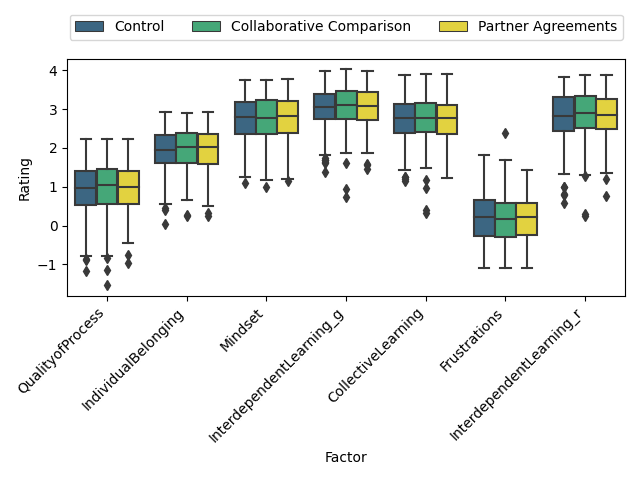 Control Collaborative Comparison Partner Agreements
4
3
2
1
0
−1
Rating
QualityofProcess
IndividualBelonging
Mindset
InterdependentLearning_g
CollectiveLearning
Frustrations
InterdependentLearning_r
Factor